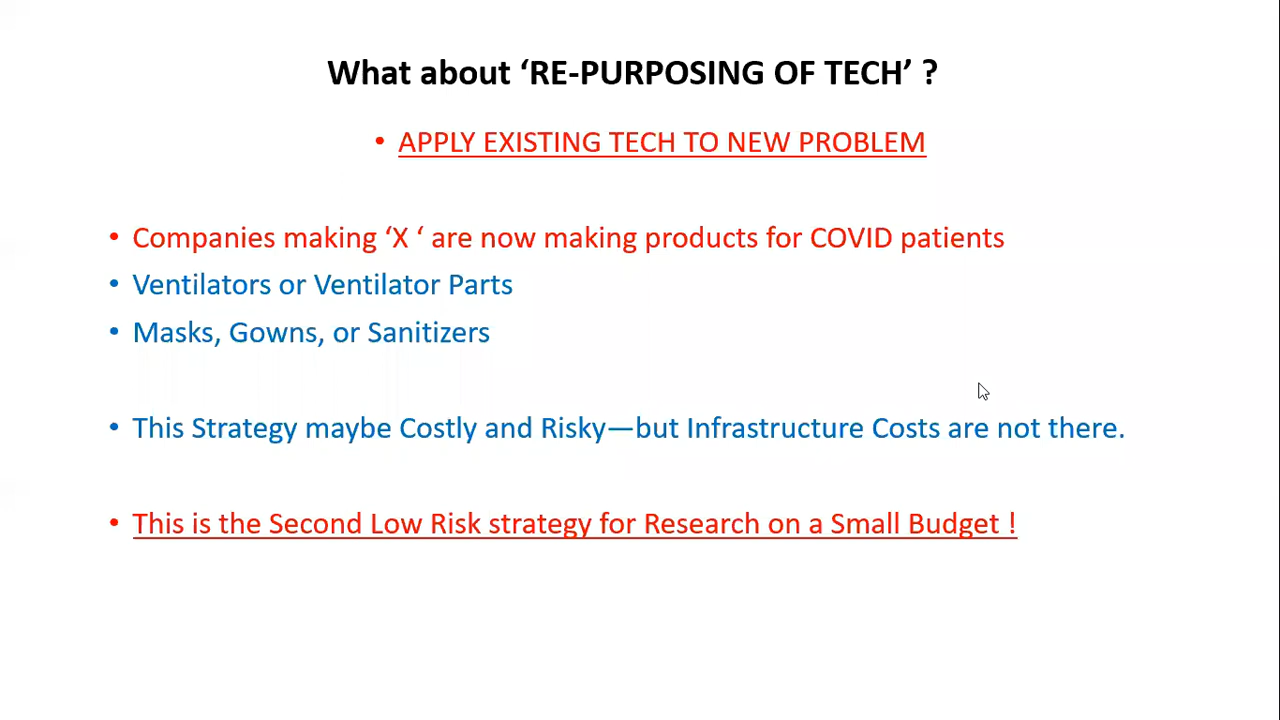 What about ‘RE-PURPOSING OF TECH’ ?
• APPLY EXISTING TECH TO NEW PROBLEM
• Companies making ‘X ‘ are now making products for COVID patients
• Ventilators or Ventilator Parts
• Masks, Gowns, or Sanitizers
• This Strategy maybe Costly and Risky—but Infrastructure Costs are not there.
• This is the Second Low Risk strategy for Research on a Small Budget !